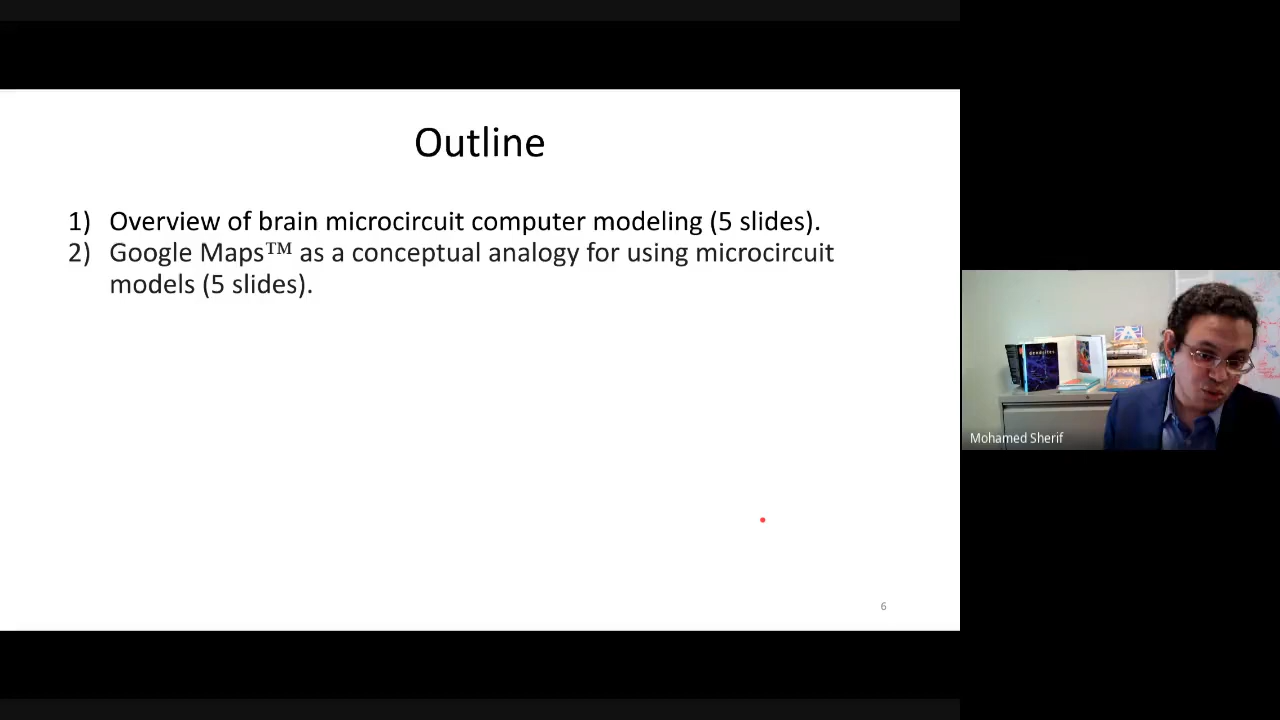 Outline
1) Overview of brain microcircuit computer modeling (5 slides).
2) Google Maps™ as a conceptual analogy for using microcircuit
models (5 slides).
6
dendrites
Mohamed Sherif